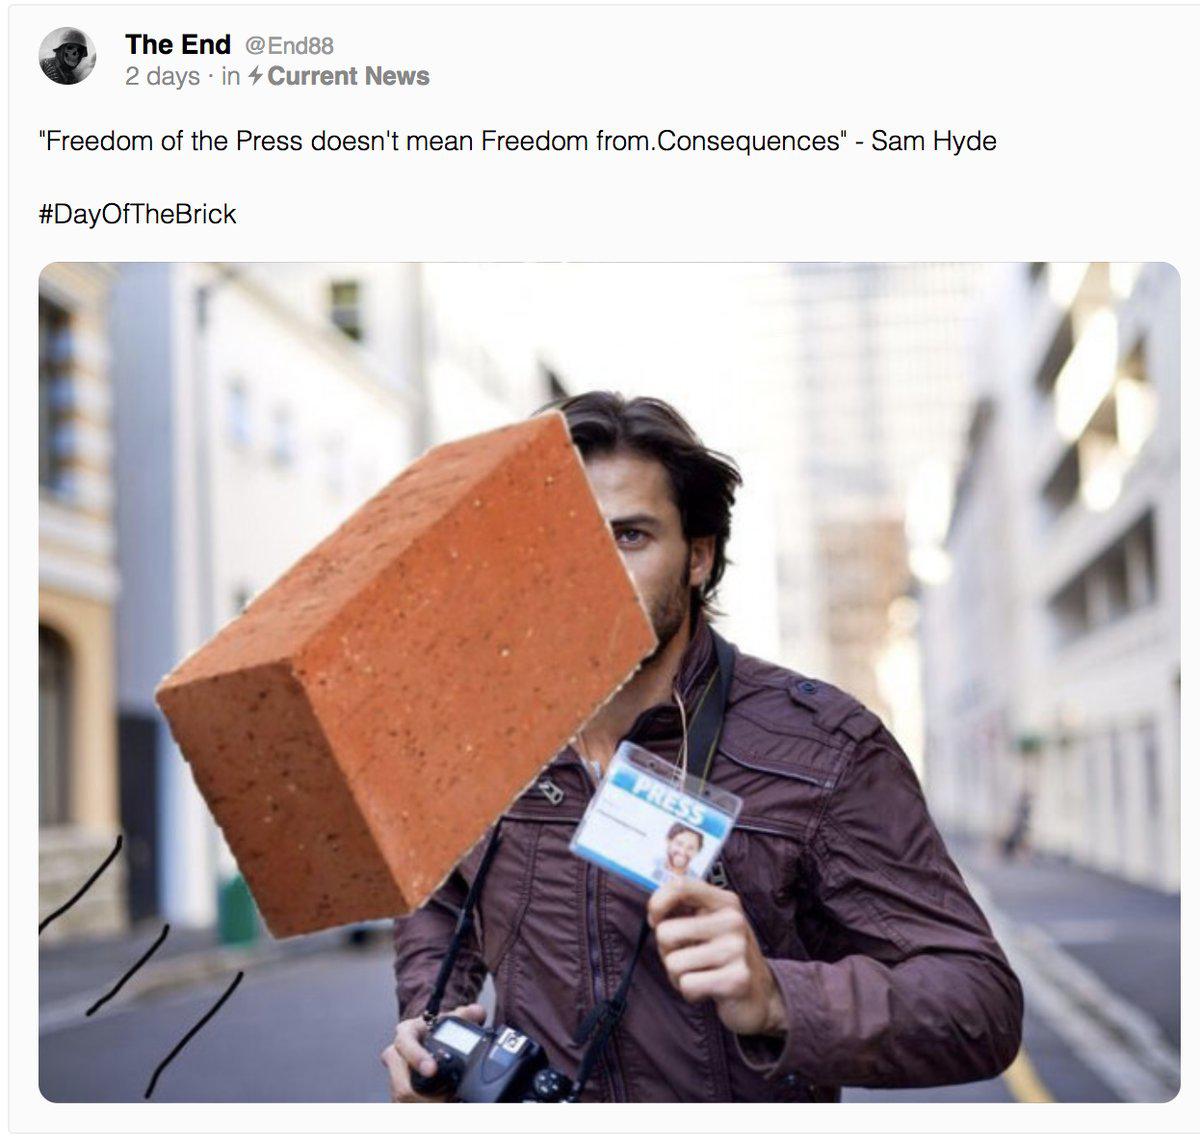 The End @End88
2 days · in ⚡Current News
"Freedom of the Press doesn't mean Freedom from.Consequences" - Sam Hyde
#DayOfTheBrick
PRESS